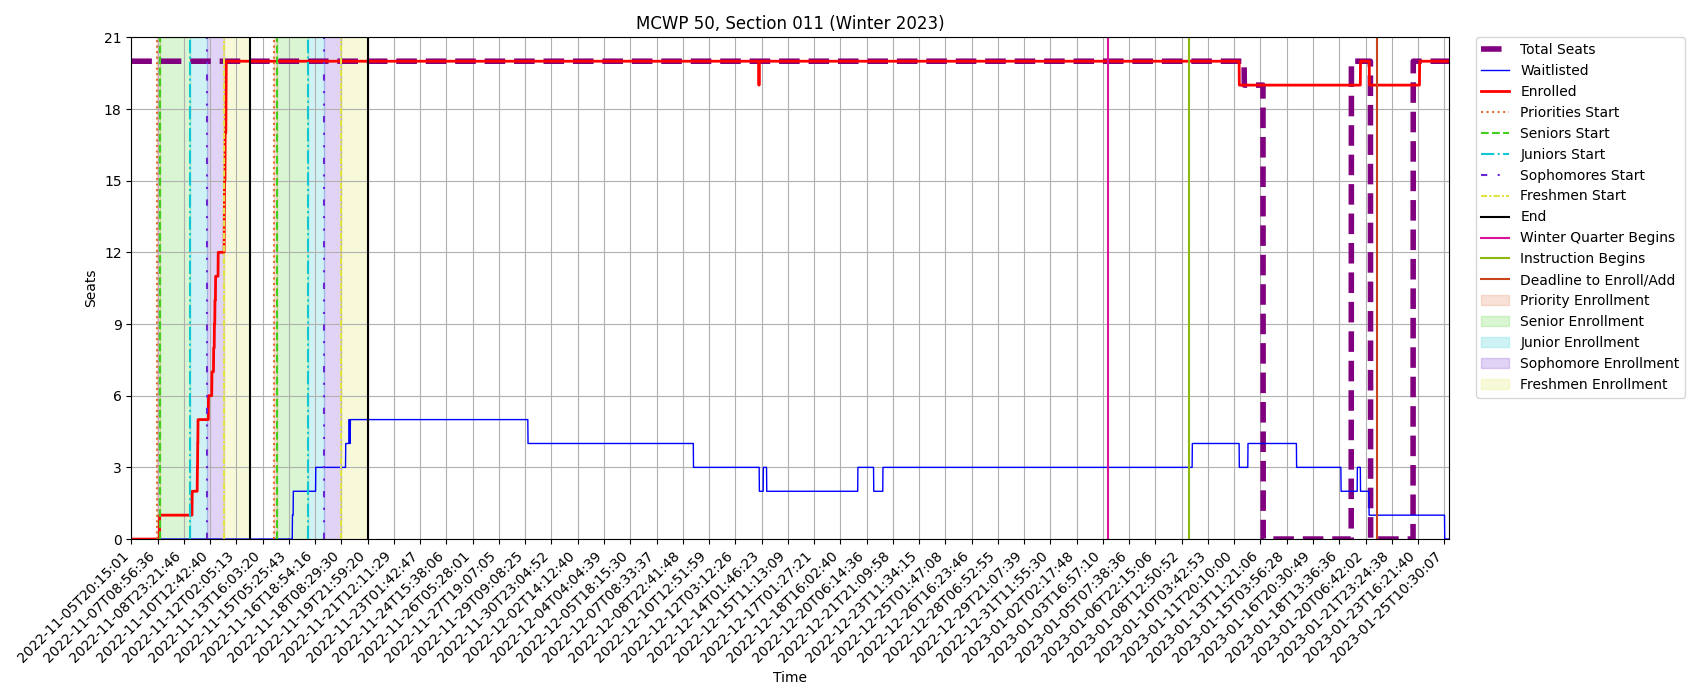 MCWP 50, Section 011 (Winter 2023)
21
18
15
12
9
6
3
0
Seats
2022-11-05T20:15:01
2022-11-07T08:56:36
2022-11-08T23:21:46
2022-11-10T12:42:40
2022-11-12T02:05:13
2022-11-13T16:03:20
2022-11-15T05:25:43
2022-11-16T18:54:16
2022-11-18T08:29:30
2022-11-19T21:59:20
2022-11-21T12:11:29
2022-11-23T01:42:47
2022-11-24T15:38:06
2022-11-26T05:28:01
2022-11-27T19:07:05
2022-11-29T09:08:25
2022-11-30T23:04:52
2022-12-02T14:12:40
2022-12-04T04:04:39
2022-12-05T18:15:30
2022-12-07T08:33:37
2022-12-08T22:41:48
2022-12-10T12:51:59
2022-12-12T03:12:26
2022-12-14T01:46:23
2022-12-15T11:13:09
2022-12-17T01:27:21
2022-12-18T16:02:40
2022-12-20T06:14:36
2022-12-21T21:09:58
2022-12-23T11:34:15
2022-12-25T01:47:08
2022-12-26T16:23:46
2022-12-28T06:52:55
2022-12-29T21:07:39
2022-12-31T11:55:30
2023-01-02T02:17:48
2023-01-03T16:57:10
2023-01-05T07:38:36
2023-01-06T22:15:06
2023-01-08T12:50:52
2023-01-10T03:42:53
2023-01-11T20:10:00
2023-01-13T11:21:06
2023-01-15T03:56:28
2023-01-16T20:30:49
2023-01-18T13:36:36
2023-01-20T06:42:02
2023-01-21T23:24:38
2023-01-23T16:21:40
2023-01-25T10:30:07
Time
Total Seats
Waitlisted
Enrolled
Priorities Start
Seniors Start
Juniors Start
Sophomores Start
Freshmen Start
End
Winter Quarter Begins
Instruction Begins
Deadline to Enroll/Add
Priority Enrollment
Senior Enrollment
Junior Enrollment
Sophomore Enrollment
Freshmen Enrollment